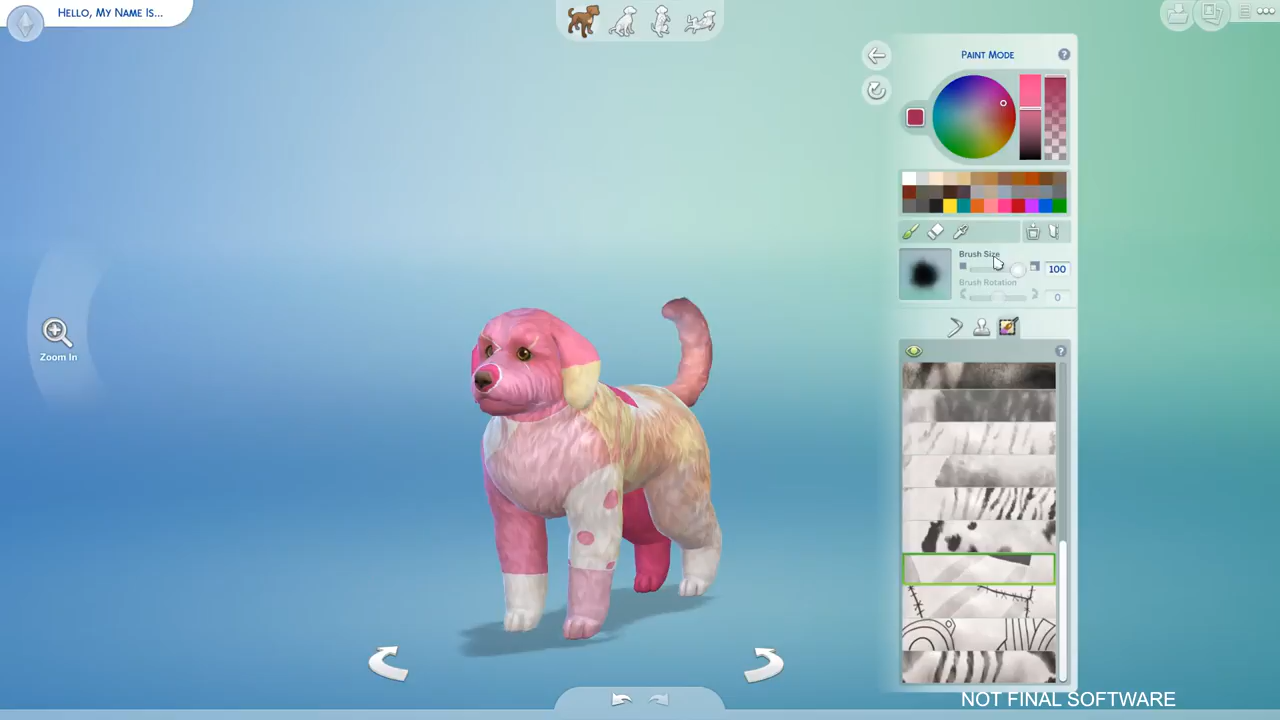 Hello, My Name Is...
Paint Mode
?
Brush Size
100
Brush Rotation
0
Zoom In
?
NOT FINAL SOFTWARE